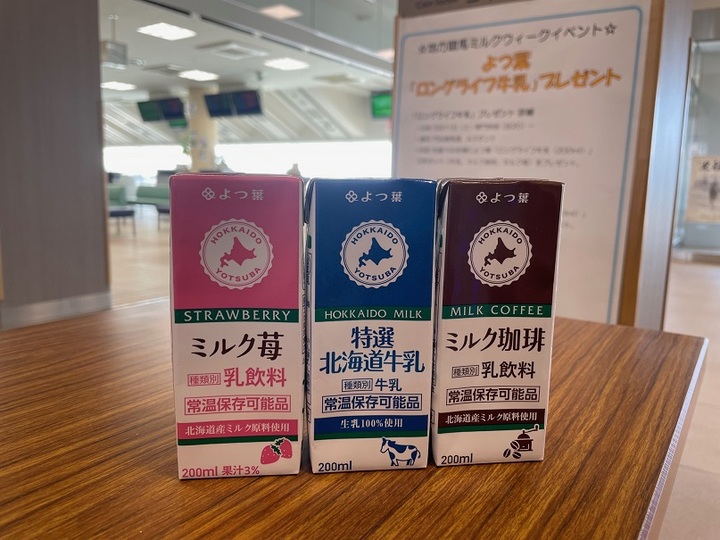 ☆地方競馬ミルクウィークイベント☆
よつ葉
「ロングライフ牛乳」プレゼント
よつ葉
HOKKAIDO
YOTSUBA
STRAWBERRY
ミルク苺
種類別 乳飲料
常温保存可能品
北海道産ミルク原料使用
200ml 果汁3%
よつ葉
HOKKAIDO
YOTSUBA
HOKKAIDO MILK
特選
北海道牛乳
種類別 牛乳
常温保存可能品
生乳100%使用
200ml
よつ葉
HOKKAIDO
YOTSUBA
MILK COFFEE
ミルク珈琲
種類別 乳飲料
常温保存可能品
北海道産ミルク原料使用
200ml